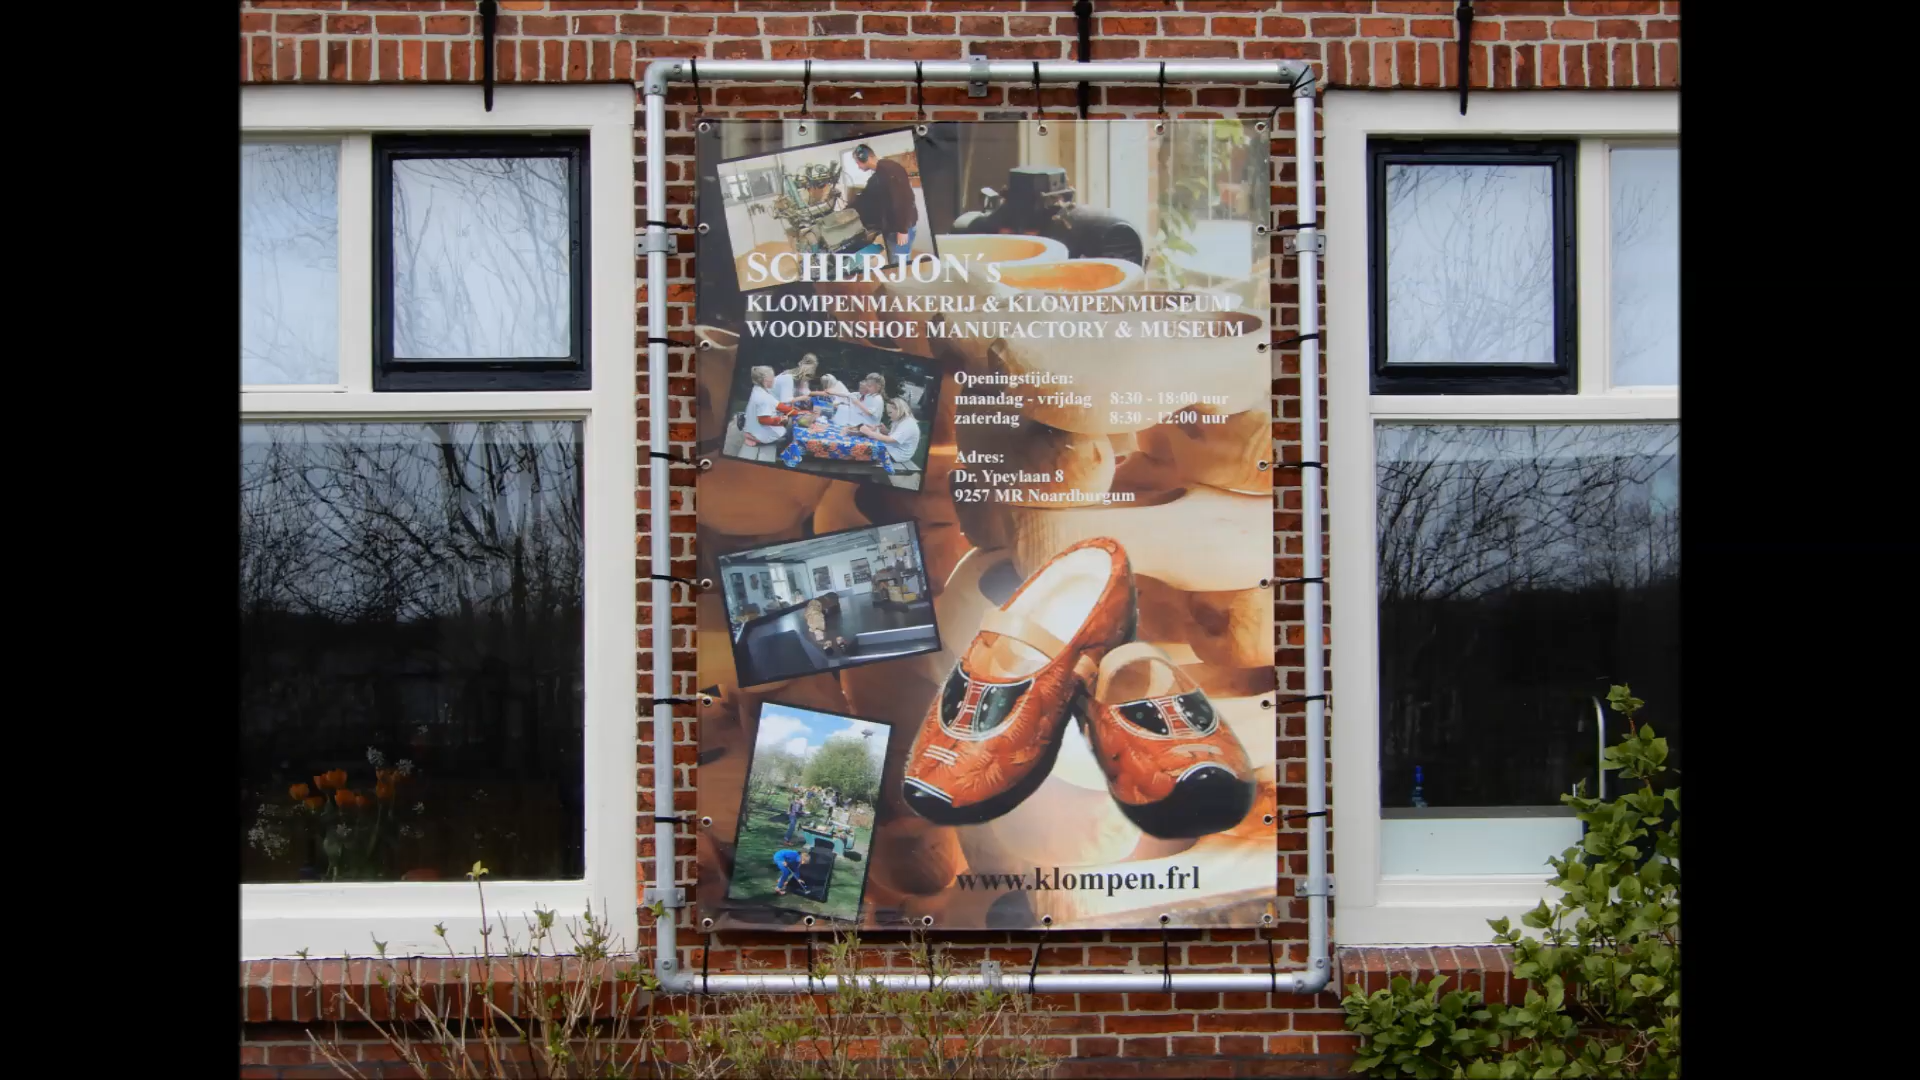 SCHERJON´s
KLOMPENMAKERIJ & KLOMPENMUSEUM
WOODENSHOE MANUFACTORY & MUSEUM
Openingstijden:
maandag - vrijdag 8:30 - 18:00 uur
zaterdag 8:30 - 12:00 uur
Adres:
Dr. Ypeylaan 8
9257 MR Noardburgum
www.klompen.frl